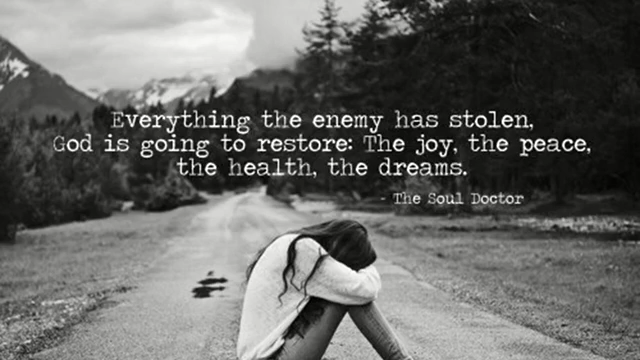 Everything the enemy has stolen,
God is going to restore: The joy, the peace,
the health, the dreams.
- The Soul Doctor